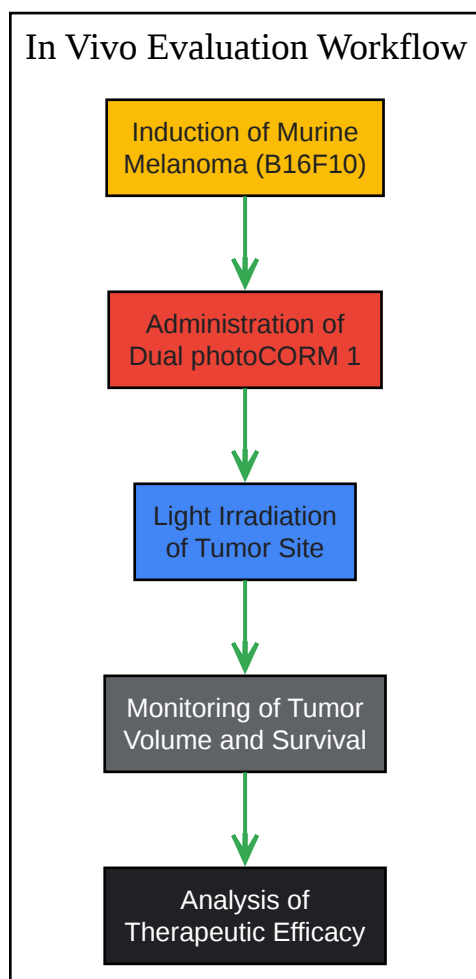 In Vivo Evaluation Workflow
Induction of Murine
Melanoma (B16F10)
Administration of
Dual photoCORM 1
Light Irradiation
of Tumor Site
Monitoring of Tumor
Volume and Survival
Analysis of
Therapeutic Efficacy